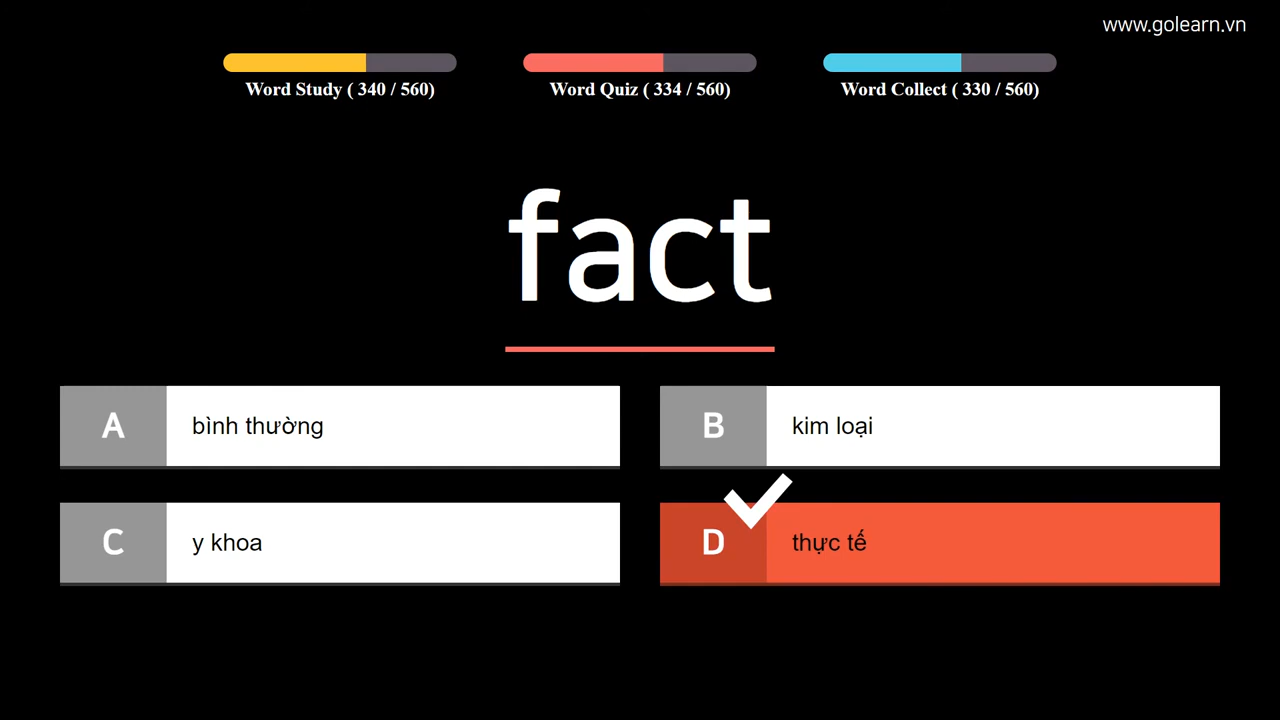 www.golearn.vn
Word Study ( 340 / 560)
Word Quiz ( 334 / 560)
Word Collect ( 330 / 560)
fact
A bình thường
B kim loại
C y khoa
D thực tế